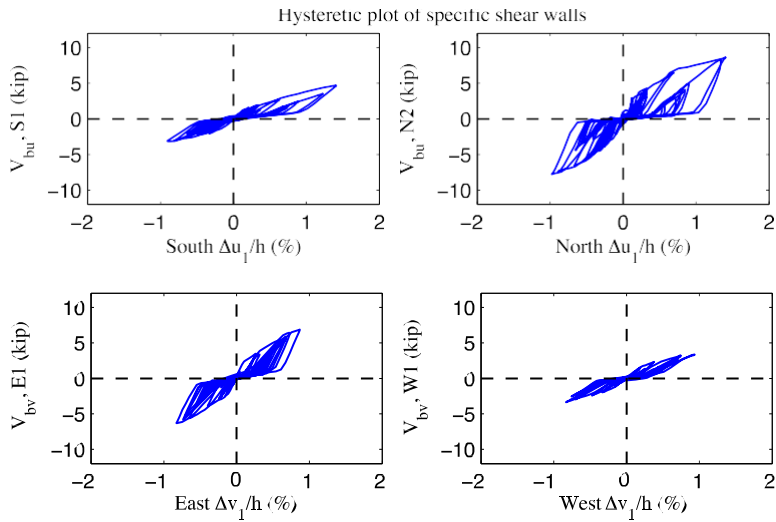 Hysteretic plot of specific shear walls
V_bu, S1 (kip)
10
5
0
−5
−10
−2 −1 0 1 2
South Δu_1/h (%)
V_bu, N2 (kip)
10
5
0
−5
−10
−2 −1 0 1 2
North Δu_1/h (%)
V_bv, E1 (kip)
10
5
0
−5
−10
−2 −1 0 1 2
East Δv_1/h (%)
V_bv, W1 (kip)
10
5
0
−5
−10
−2 −1 0 1 2
West Δv_1/h (%)